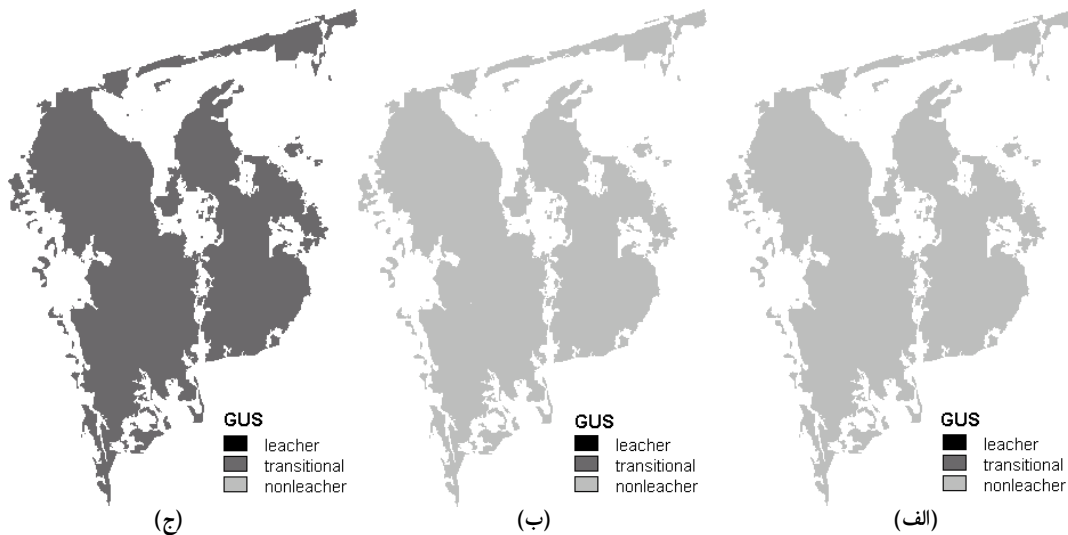 GUS
leacher
transitional
nonleacher
(ج)
GUS
leacher
transitional
nonleacher
(ب)
GUS
leacher
transitional
nonleacher
(الف)